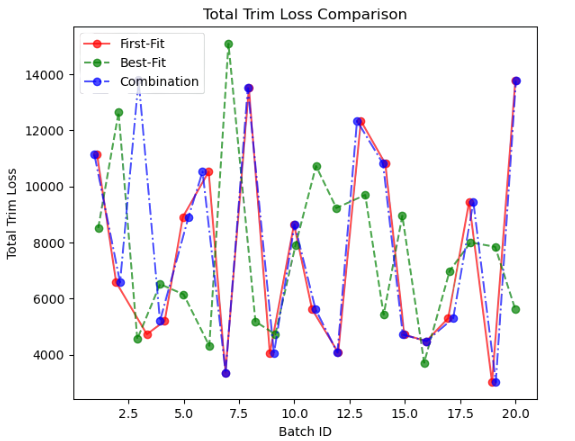 Total Trim Loss Comparison
First-Fit
Best-Fit
Combination
Total Trim Loss
14000
12000
10000
8000
6000
4000
2.5 5.0 7.5 10.0 12.5 15.0 17.5 20.0
Batch ID